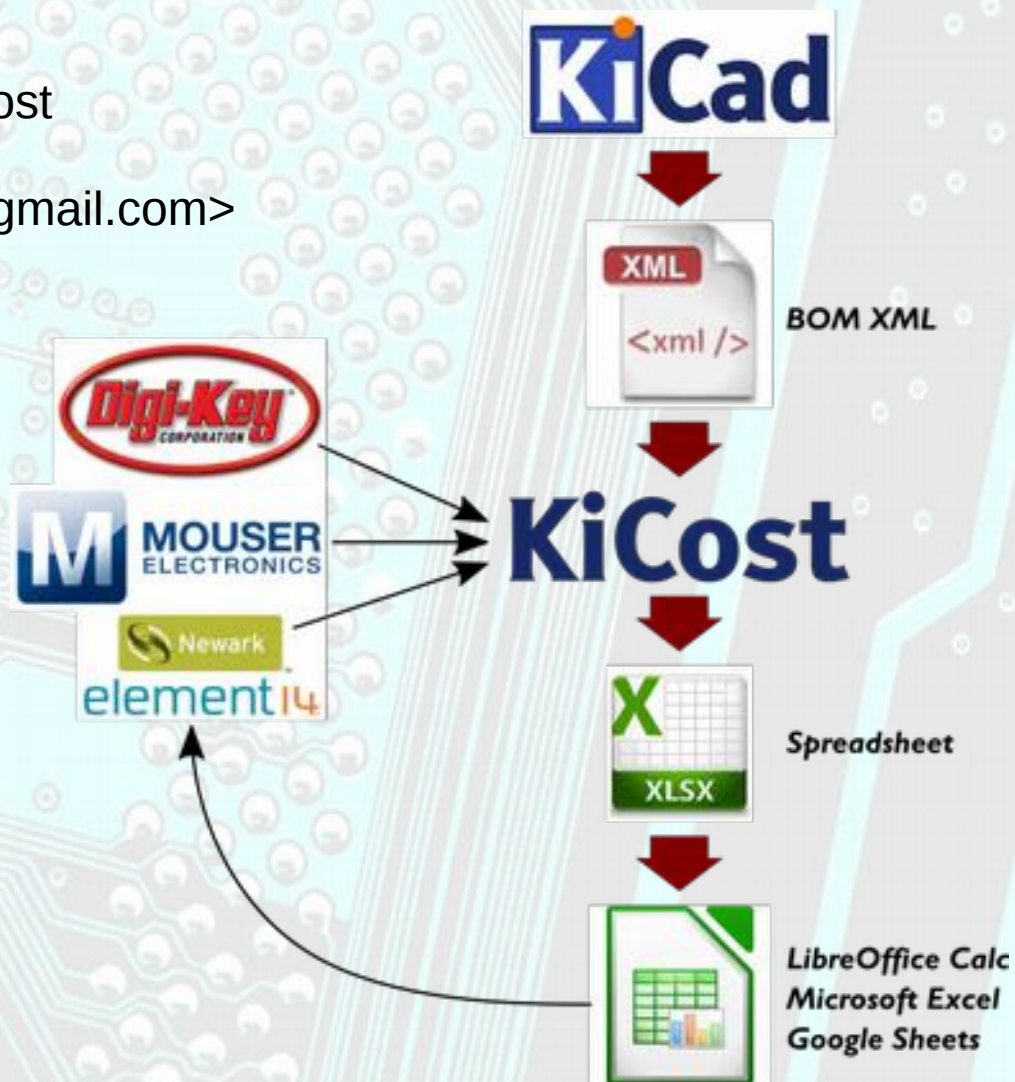 ost
gmail.com>
KiCad
XML
<xml />
BOM XML
Digi-Key
CORPORATION
M MOUSER
ELECTRONICS
Newark
element14
KiCost
X
XLSX
Spreadsheet
LibreOffice Calc
Microsoft Excel
Google Sheets